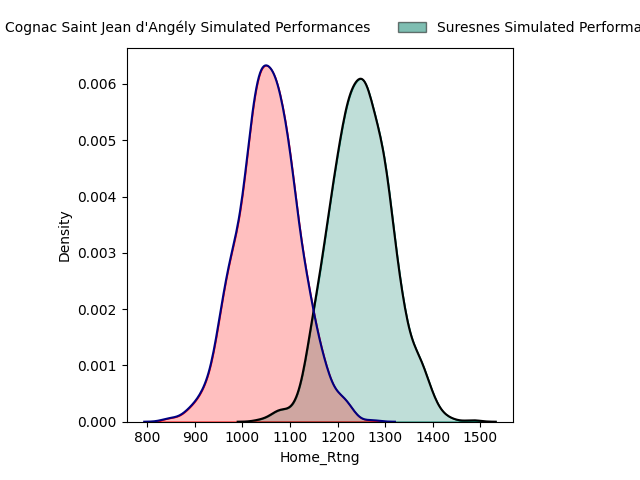 Cognac Saint Jean d'Angély Simulated Performances
Suresnes Simulated Performa
0.006
0.005
0.004
0.003
0.002
0.001
0.000
Density
800 900 1000 1100 1200 1300 1400 1500
Home_Rtng